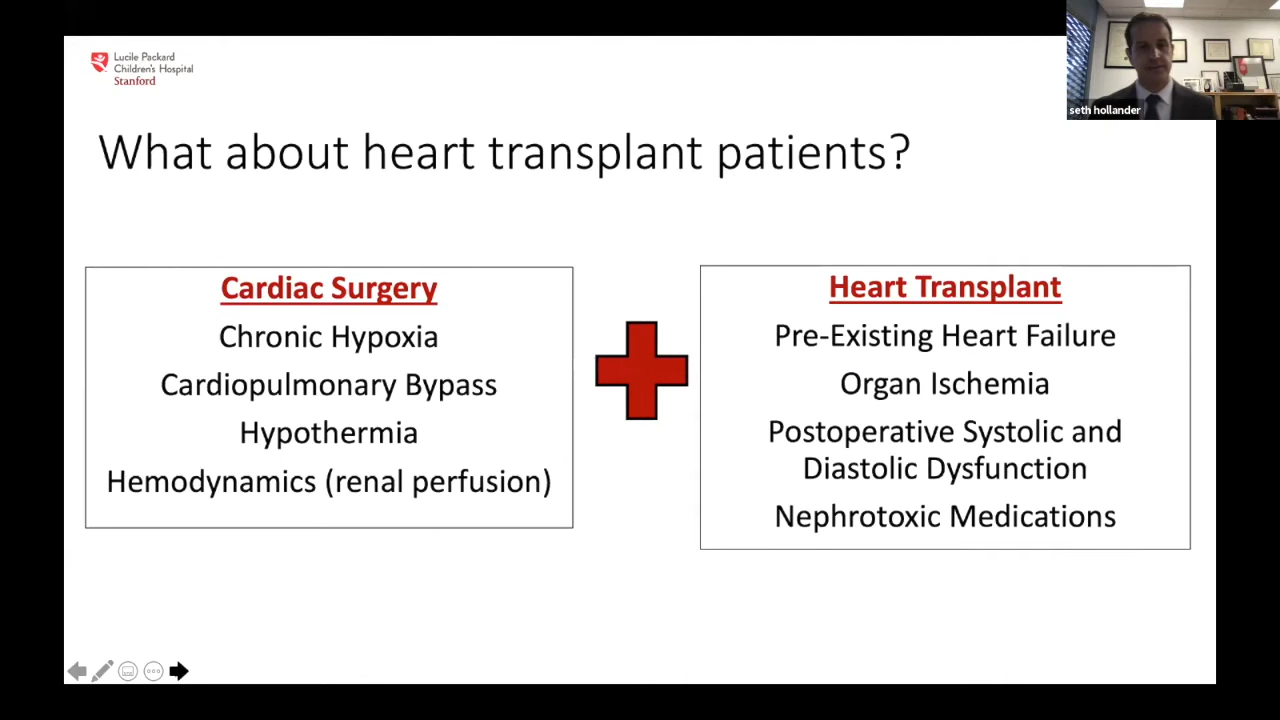 Lucile Packard
Children's Hospital
Stanford
seth hollander
What about heart transplant patients?
Cardiac Surgery
Chronic Hypoxia
Cardiopulmonary Bypass
Hypothermia
Hemodynamics (renal perfusion)
Heart Transplant
Pre-Existing Heart Failure
Organ Ischemia
Postoperative Systolic and
Diastolic Dysfunction
Nephrotoxic Medications